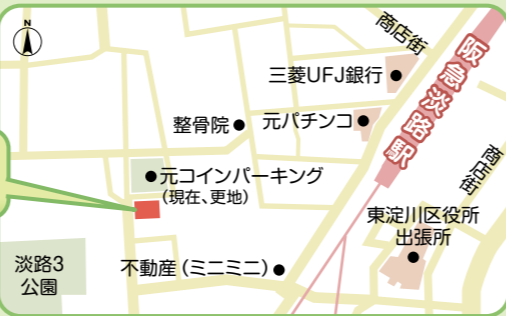 N
商店街
阪急淡路駅
三菱UFJ銀行
元パチンコ
整骨院
商店街
元コインパーキング
(現在、更地)
東淀川区役所
出張所
淡路3
公園
不動産(ミニミニ)